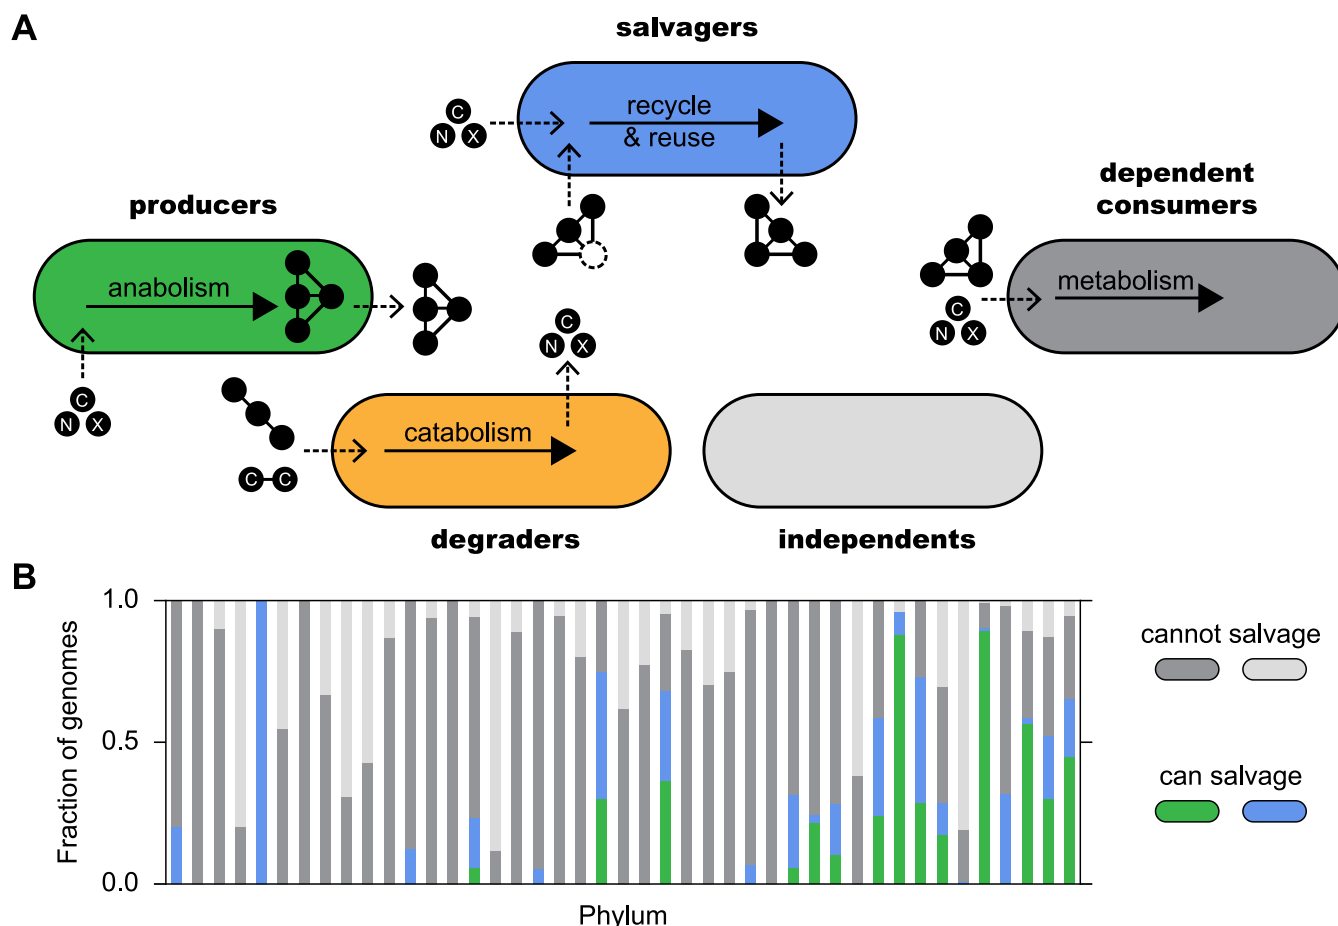 A
salvagers
C
N X
recycle
& reuse
dependent
consumers
producers
anabolism
metabolism
C
N X
C
N X
C
N X
catabolism
C C
degraders
independents
B
1.0
0.5
0.0
Fraction of genomes
Phylum
cannot salvage
can salvage